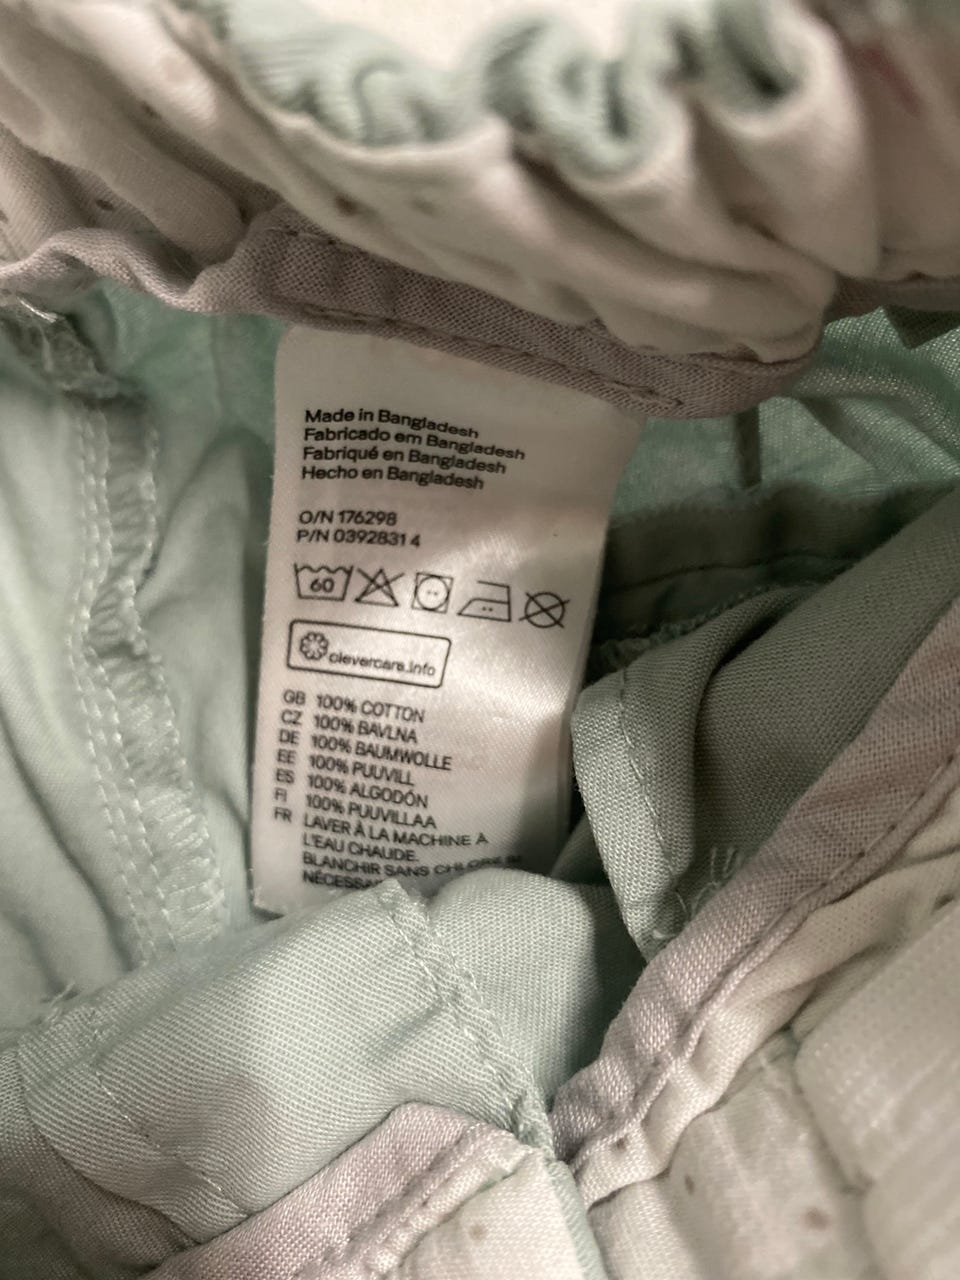 Made in Bangladesh
Fabricado em Bangladesh
Fabriqué en Bangladesh
Hecho en Bangladesh
O/N 176298
P/N 03928314
60
clevercare.info
GB 100% COTTON
CZ 100% BAVLNA
DE 100% BAUMWOLLE
EE 100% PUUVILL
ES 100% ALGODÓN
FI 100% PUUVILLAA
FR LAVER À LA MACHINE À
L'EAU CHAUDE.
BLANCHIR SANS